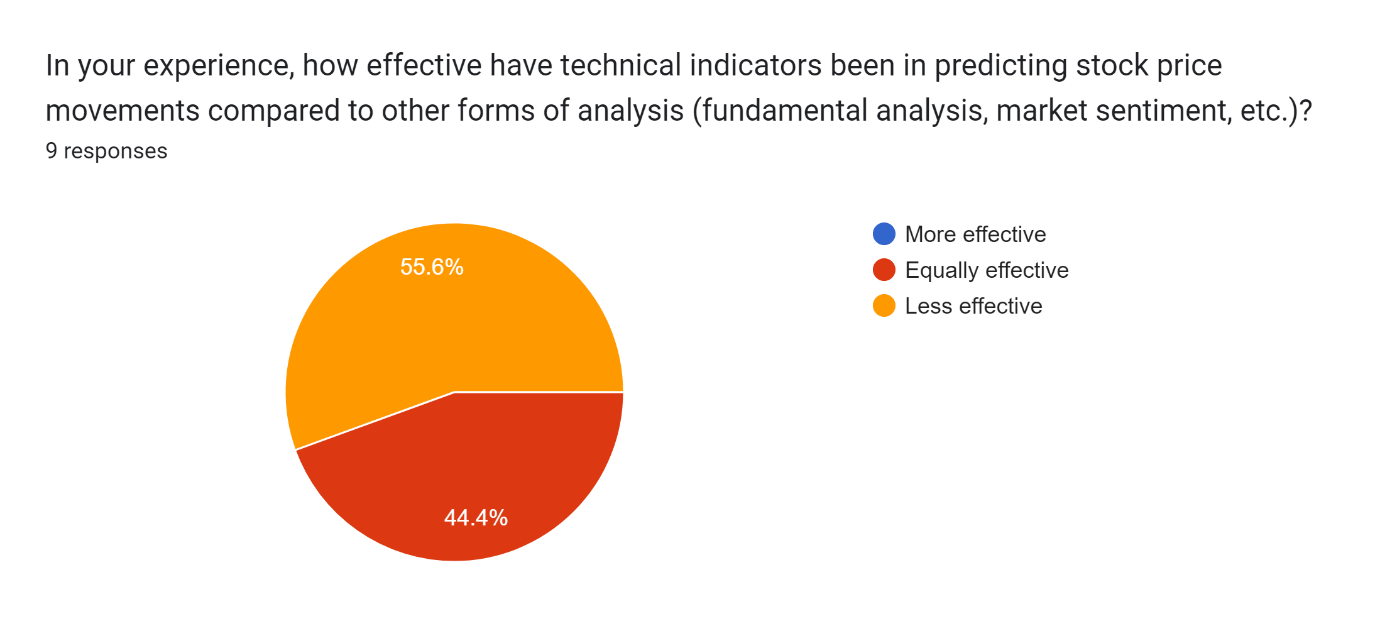 In your experience, how effective have technical indicators been in predicting stock price
movements compared to other forms of analysis (fundamental analysis, market sentiment, etc.)?
9 responses
55.6%
44.4%
More effective
Equally effective
Less effective